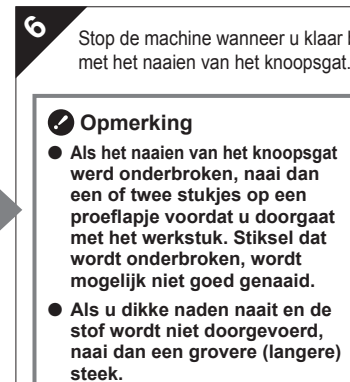 6
Stop de machine wanneer u klaar
met het naaien van het knoopsgat.
Opmerking
● Als het naaien van het knoopsgat
werd onderbroken, naai dan
een of twee stukjes op een
proeflapje voordat u doorgaat
met het werkstuk. Stiksel dat
wordt onderbroken, wordt
mogelijk niet goed genaaid.
● Als u dikke naden naait en de
stof wordt niet doorgevoerd,
naai dan een grovere (langere)
steek.